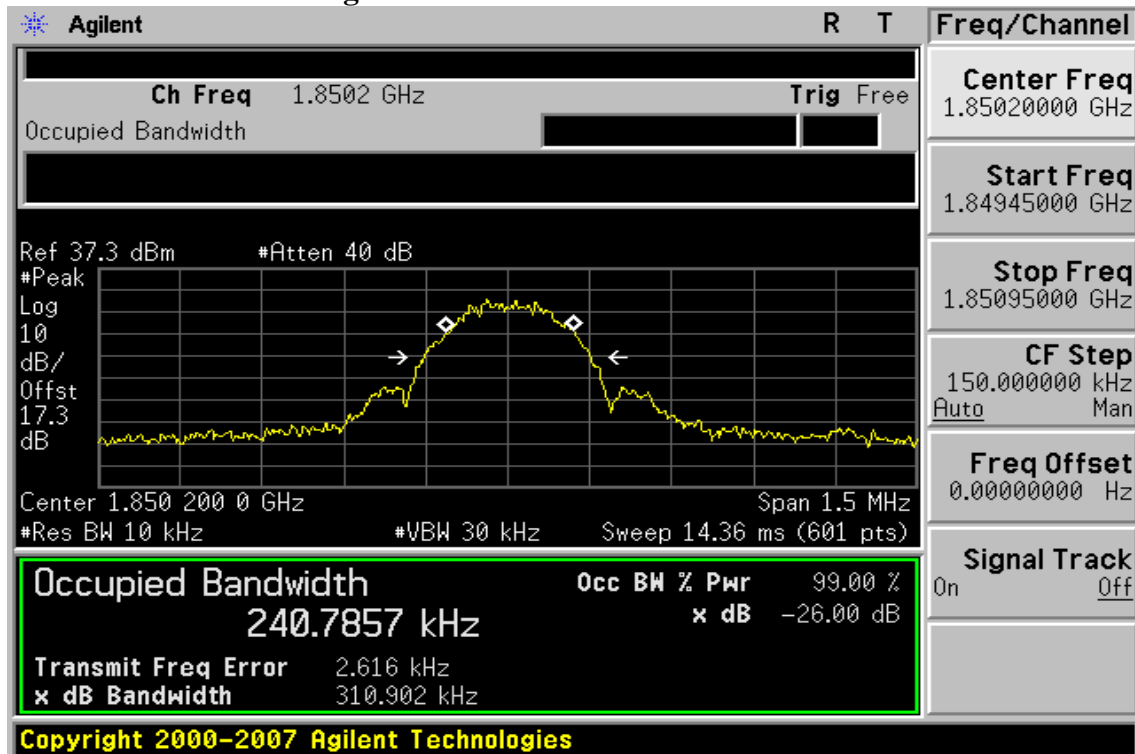 Agilent R T Freq/Channel
Ch Freq 1.8502 GHz Trig Free
Occupied Bandwidth
Center Freq
1.85020000 GHz
Start Freq
1.84945000 GHz
Stop Freq
1.85095000 GHz
CF Step
150.000000 kHz
Auto Man
Freq Offset
0.00000000 Hz
Signal Track
On Off
Ref 37.3 dBm #Atten 40 dB
#Peak
Log
10
dB/
Offst
17.3
dB
Center 1.850 200 0 GHz Span 1.5 MHz
#Res BW 10 kHz #VBW 30 kHz Sweep 14.36 ms (601 pts)
Occupied Bandwidth Occ BW % Pwr 99.00 %
240.7857 kHz x dB -26.00 dB
Transmit Freq Error 2.616 kHz
x dB Bandwidth 310.902 kHz
Copyright 2000-2007 Agilent Technologies